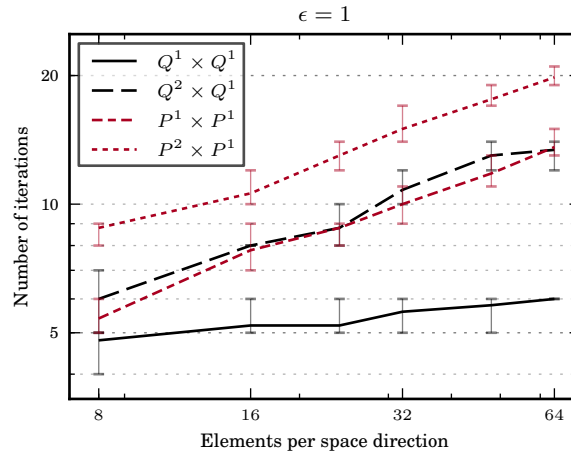 ϵ = 1
Q¹ × Q¹
Q² × Q¹
P¹ × P¹
P² × P¹
20
10
5
Number of iterations
8 16 32 64
Elements per space direction